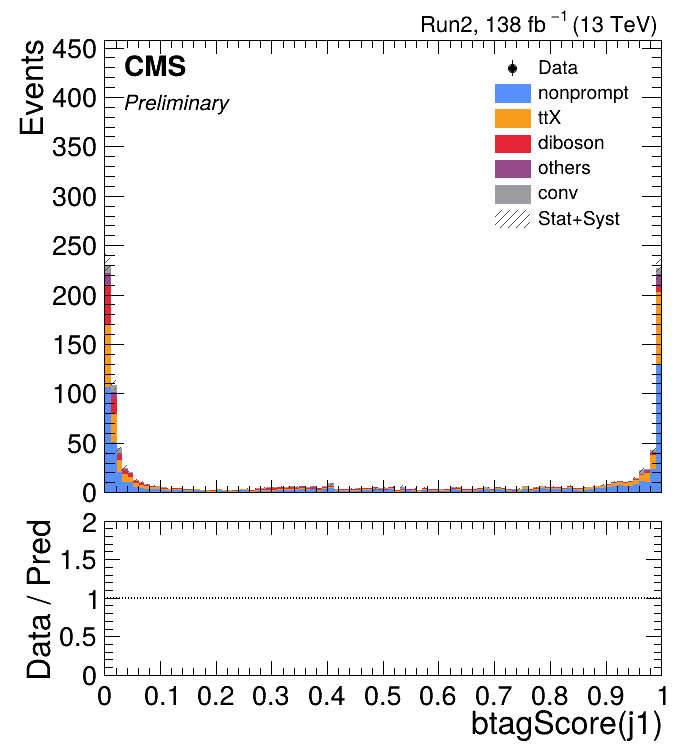 Run2, 138 fb⁻¹ (13 TeV)
CMS
Preliminary
Events
450
400
350
300
250
200
150
100
50
0
Data
nonprompt
ttX
diboson
others
conv
Stat+Syst
Data / Pred
2
1.5
1
0.5
0
0 0.1 0.2 0.3 0.4 0.5 0.6 0.7 0.8 0.9 1
btagScore(j1)